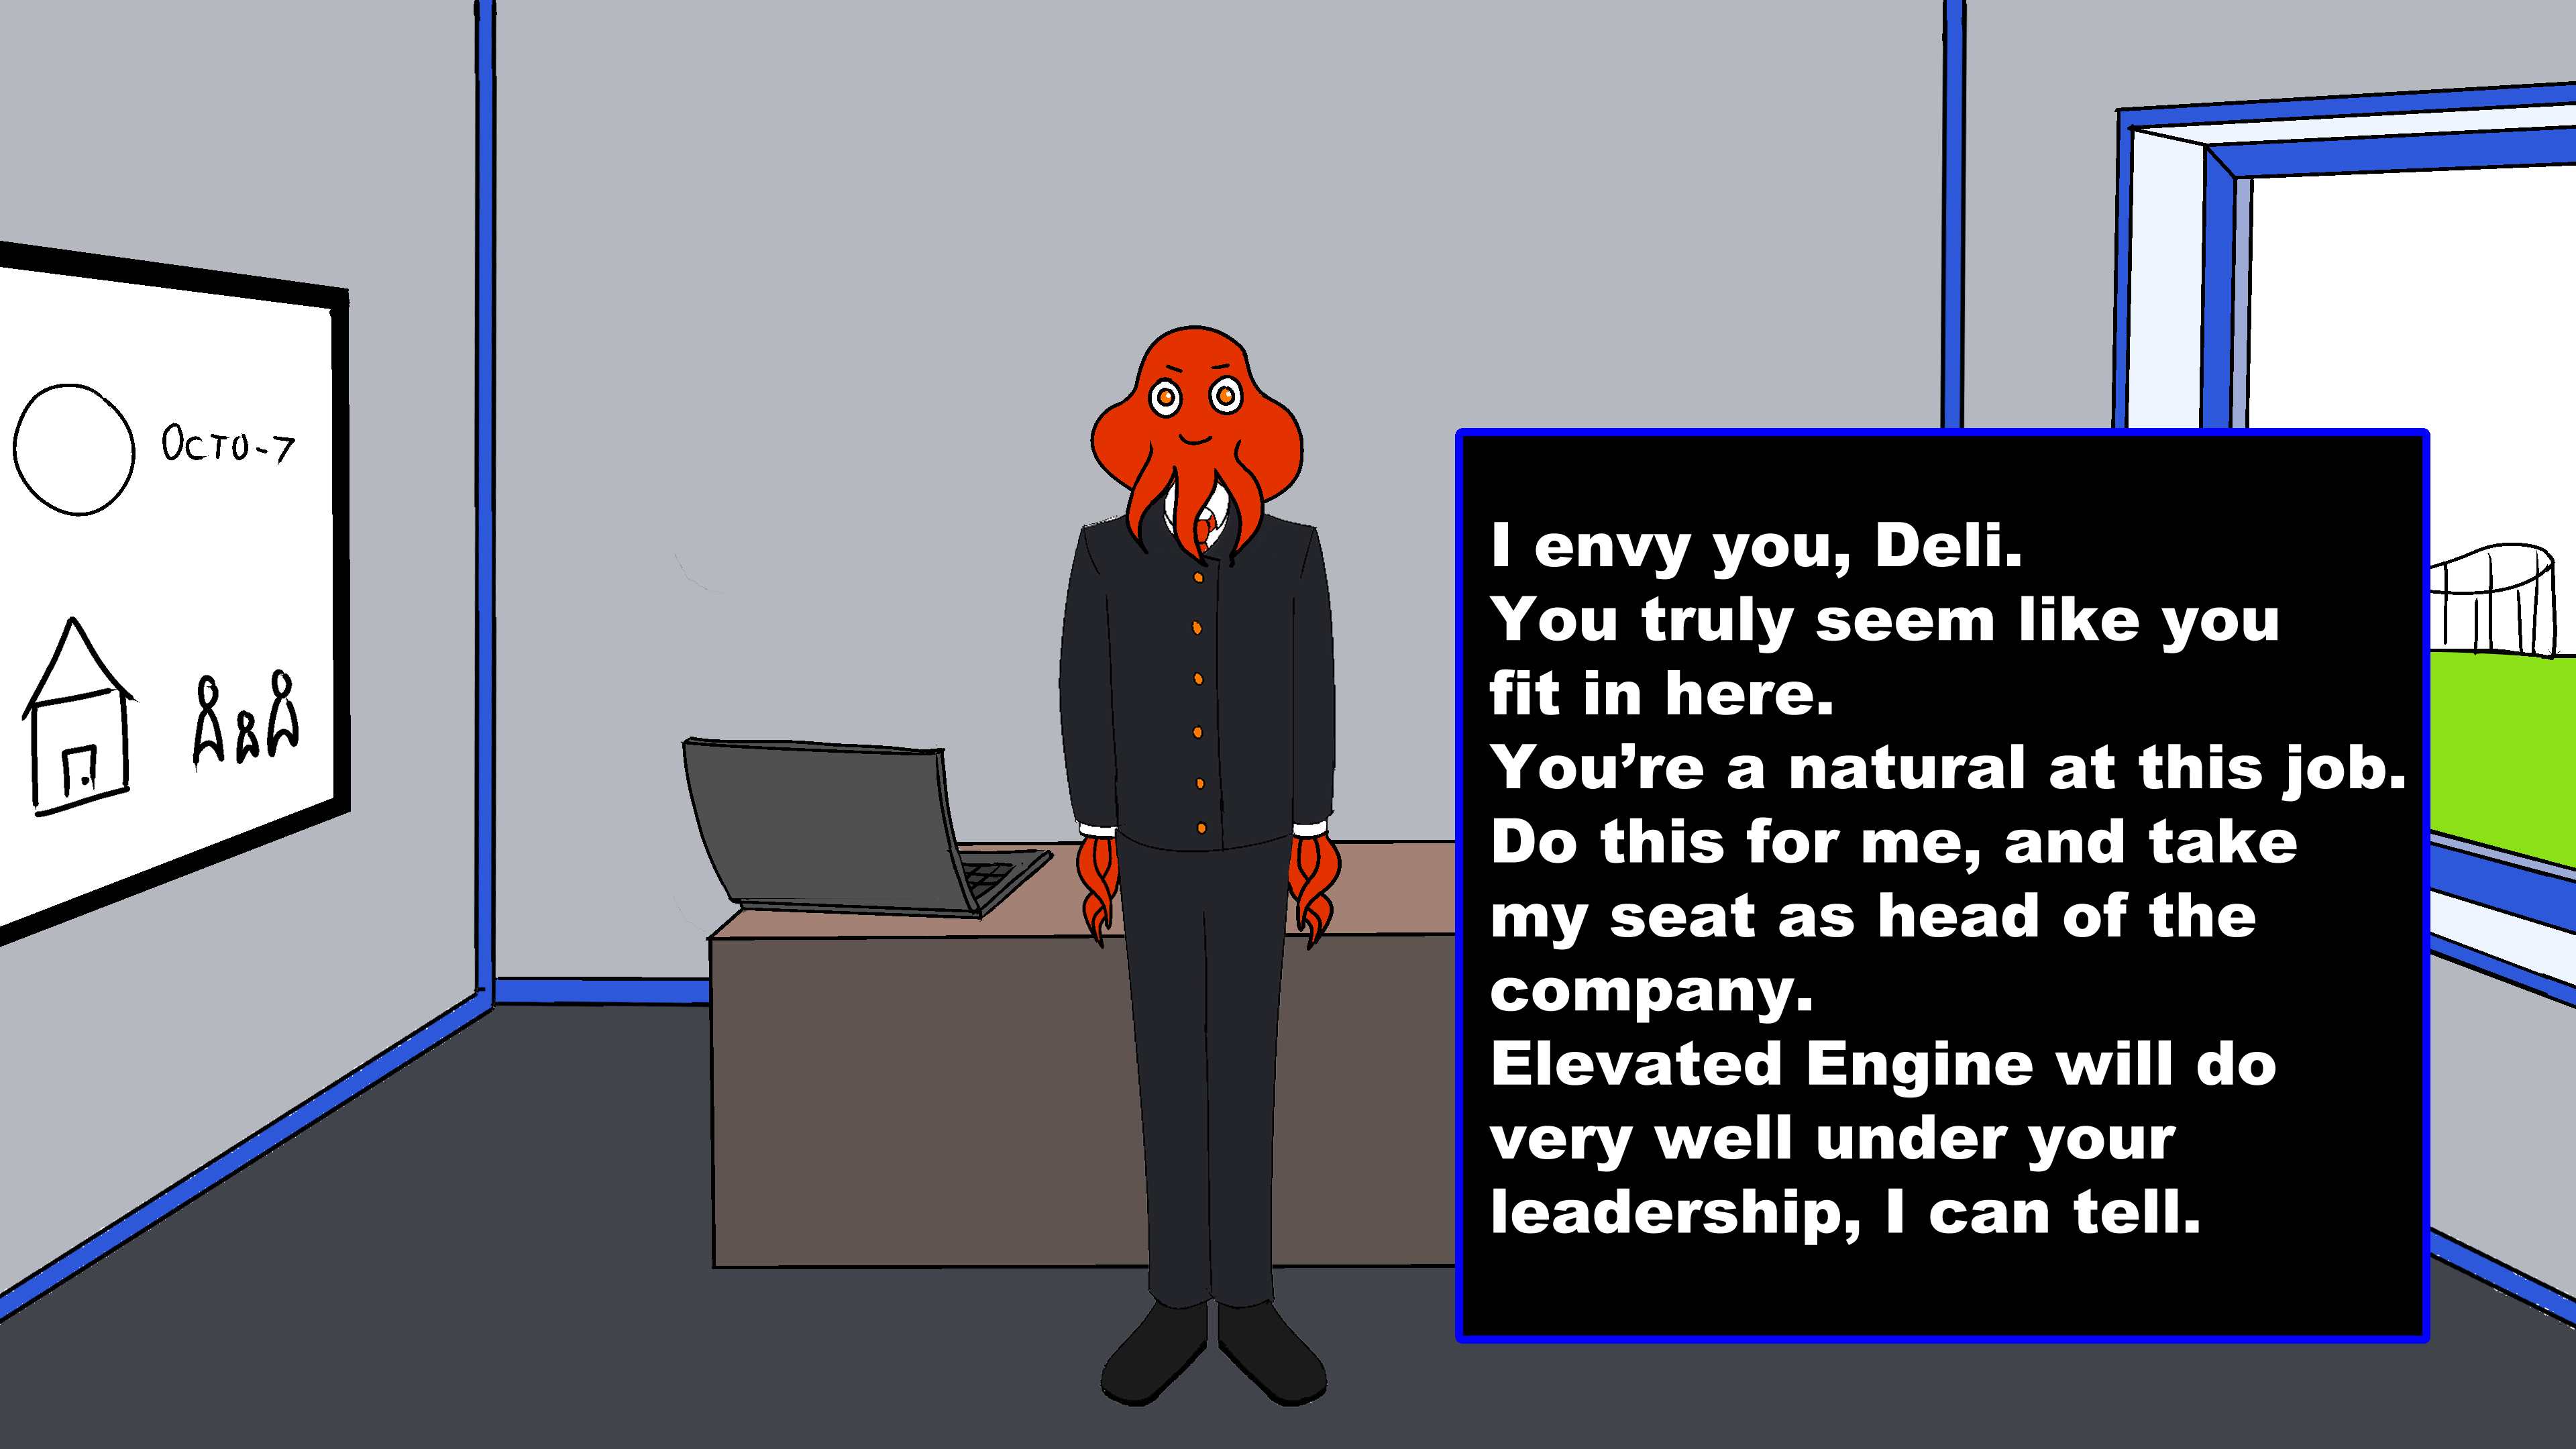 OCTO-7
I envy you, Deli.
You truly seem like you
fit in here.
You're a natural at this job.
Do this for me, and take
my seat as head of the
company.
Elevated Engine will do
very well under your
leadership, I can tell.